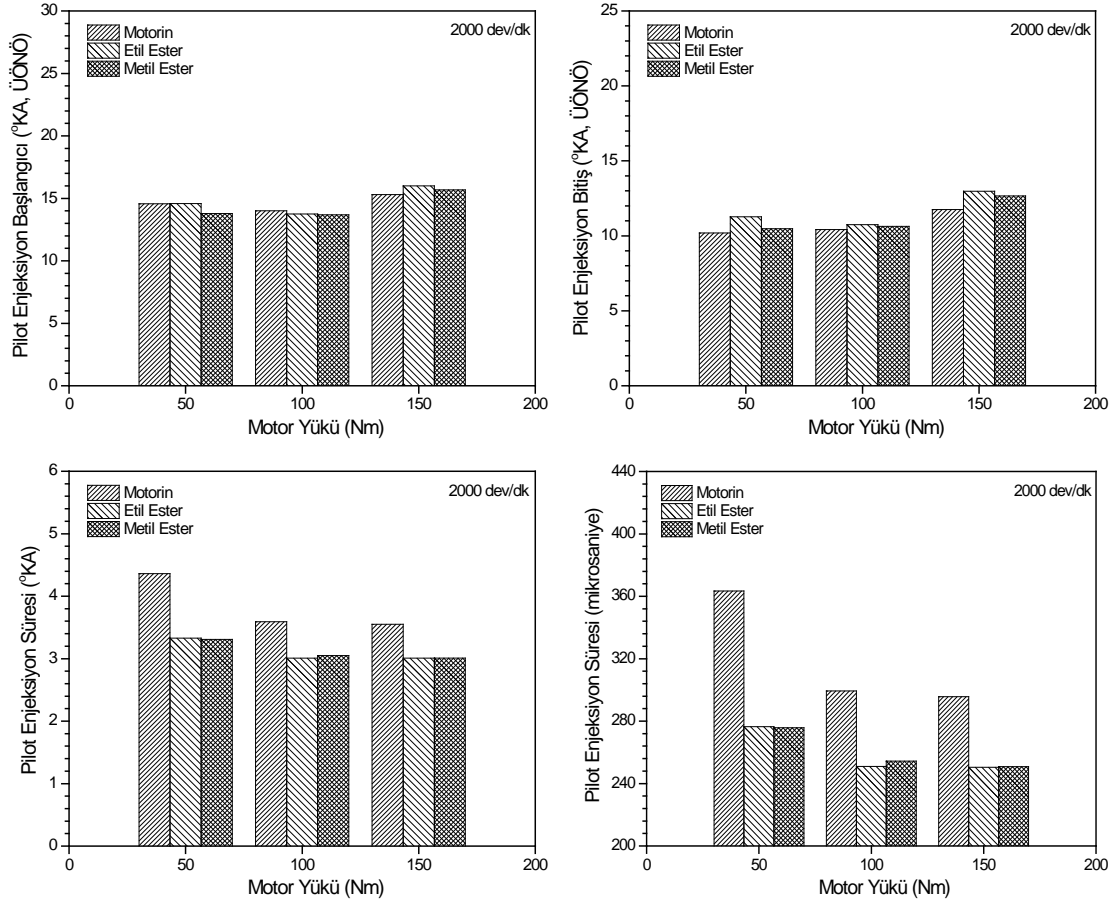 30
25
20
15
10
5
0
0
50
100
150
200
Pilot Enjeksiyon Başlangıcı (°KA, ÜÖNÖ)
Motor Yükü (Nm)
Motorin
Etil Ester
Metil Ester
2000 dev/dk
25
20
15
10
5
0
0
50
100
150
200
Pilot Enjeksiyon Bitiş (°KA, ÜÖNÖ)
Motor Yükü (Nm)
Motorin
Etil Ester
Metil Ester
2000 dev/dk
6
5
4
3
2
1
0
0
50
100
150
200
Pilot Enjeksiyon Süresi (°KA)
Motor Yükü (Nm)
Motorin
Etil Ester
Metil Ester
2000 dev/dk
440
400
360
320
280
240
200
0
50
100
150
200
Pilot Enjeksiyon Süresi (mikrosaniye)
Motor Yükü (Nm)
Motorin
Etil Ester
Metil Ester
2000 dev/dk